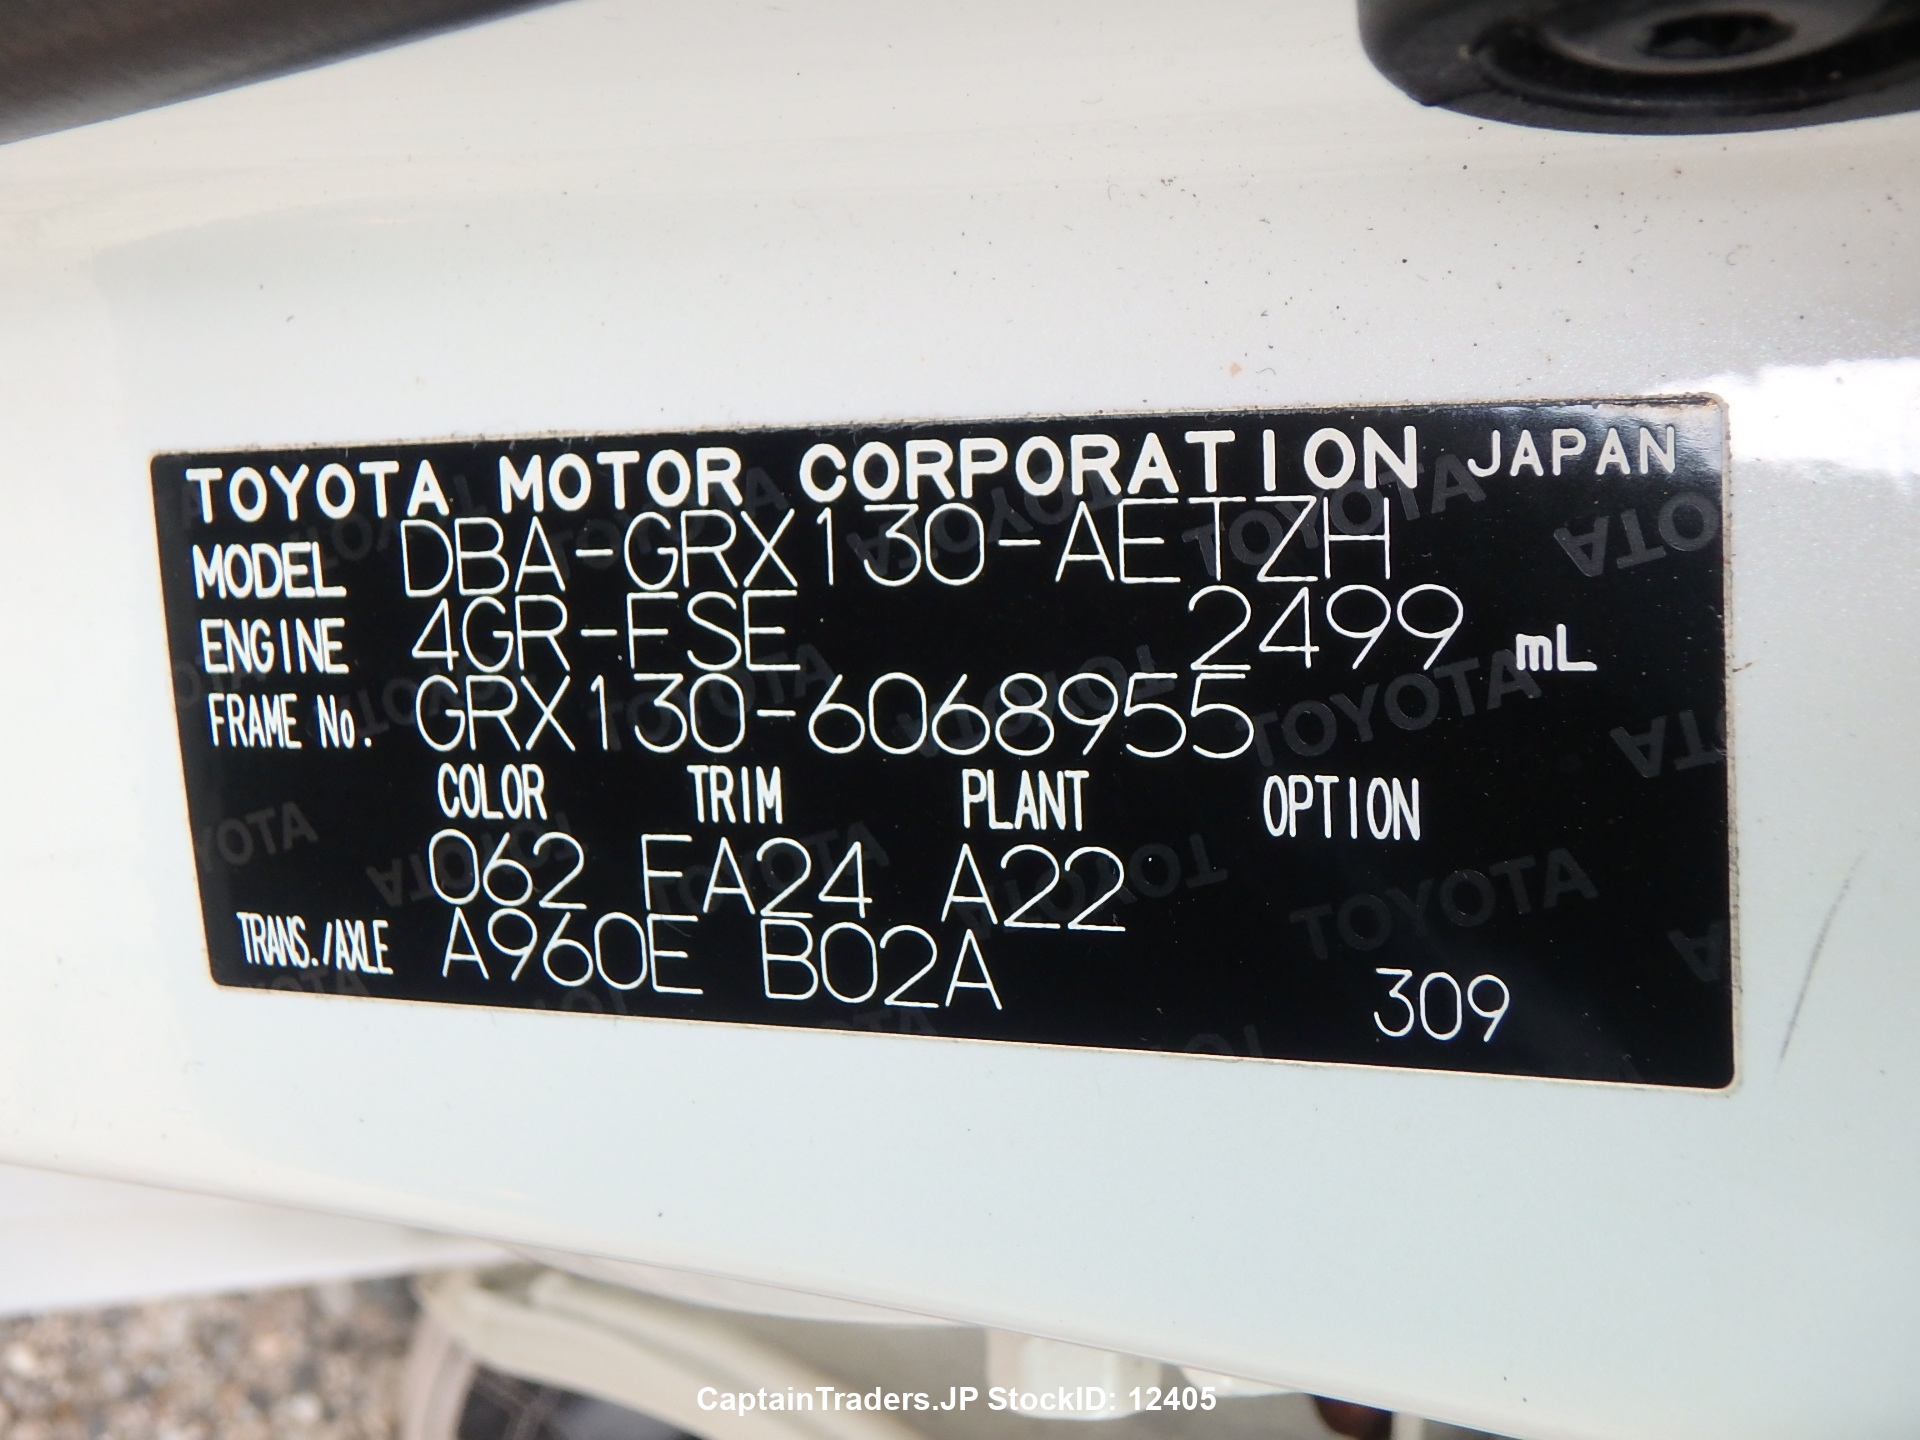 TOYOTA MOTOR CORPORATION JAPAN
MODEL DBA-GRX130-AETZH
ENGINE 4GR-FSE 2499 mL
FRAME No. GRX130-6068955
COLOR TRIM PLANT OPTION
062 FA24 A22
TRANS./AXLE A960E B02A
309
CaptainTraders.JP StockID: 12405